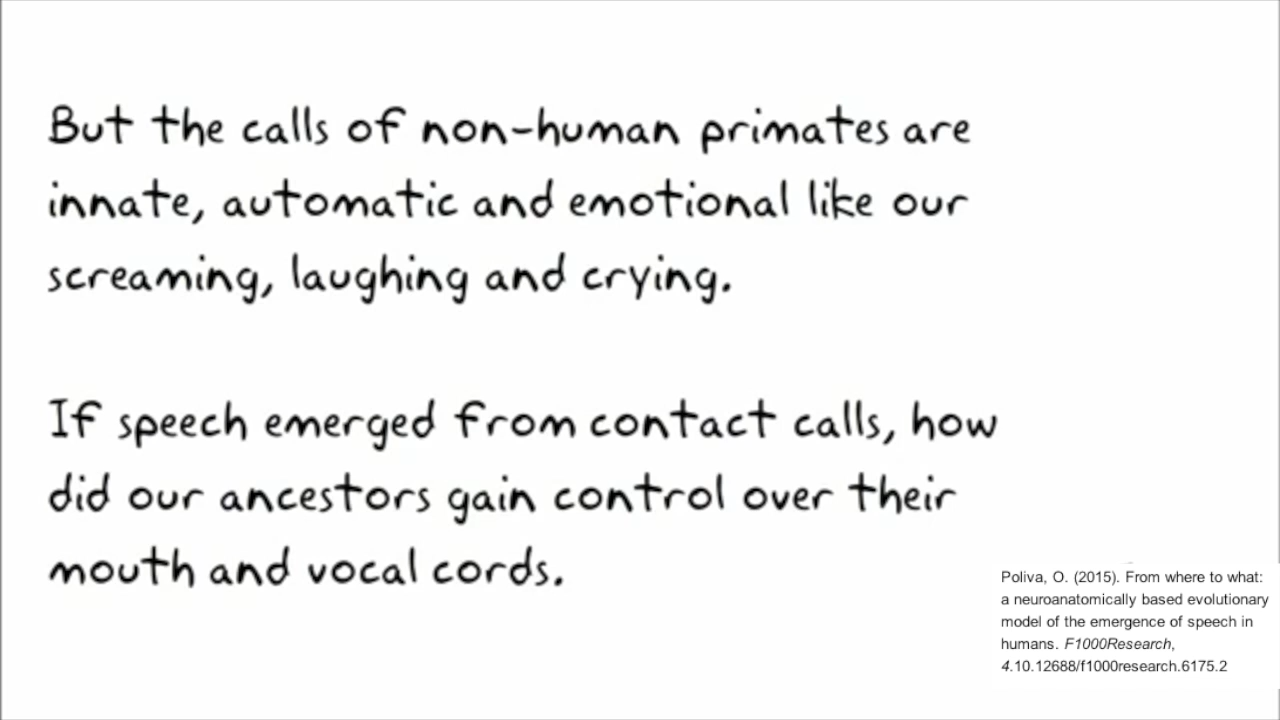 But the calls of non-human primates are
innate, automatic and emotional like our
screaming, laughing and crying.
If speech emerged from contact calls, how
did our ancestors gain control over their
mouth and vocal cords.
Poliva, O. (2015). From where to what:
a neuroanatomically based evolutionary
model of the emergence of speech in
humans. F1000Research,
4.10.12688/f1000research.6175.2